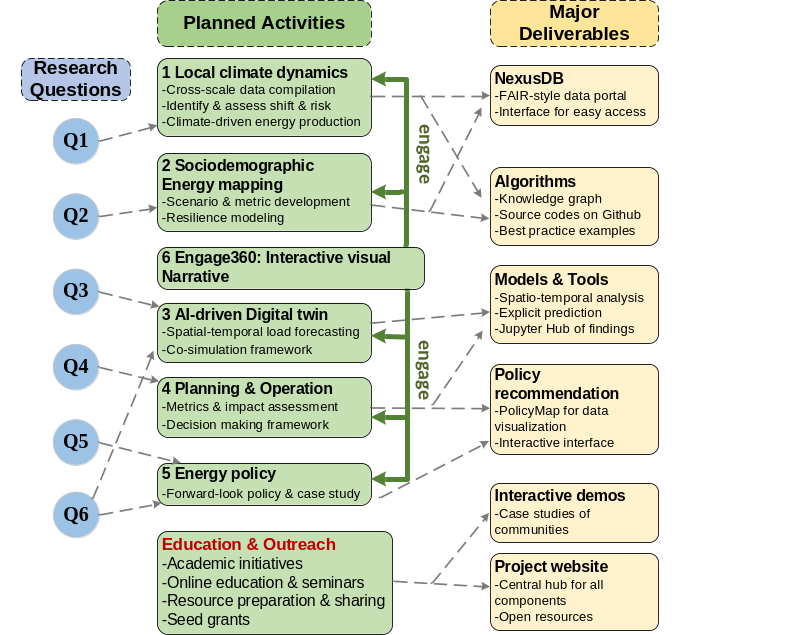 Planned Activities
Major
Deliverables
Research
Questions
Q1
Q2
Q3
Q4
Q5
Q6
1 Local climate dynamics
-Cross-scale data compilation
-Identify & assess shift & risk
-Climate-driven energy production
2 Sociodemographic
Energy mapping
-Scenario & metric development
-Resilience modeling
6 Engage360: Interactive visual
Narrative
3 AI-driven Digital twin
-Spatial-temporal load forecasting
-Co-simulation framework
4 Planning & Operation
-Metrics & impact assessment
-Decision making framework
5 Energy policy
-Forward-look policy & case study
Education & Outreach
-Academic initiatives
-Online education & seminars
-Resource preparation & sharing
-Seed grants
engage
engage
NexusDB
-FAIR-style data portal
-Interface for easy access
Algorithms
-Knowledge graph
-Source codes on Github
-Best practice examples
Models & Tools
-Spatio-temporal analysis
-Explicit prediction
-Jupyter Hub of findings
Policy
recommendation
-PolicyMap for data
visualization
-Interactive interface
Interactive demos
-Case studies of
communities
Project website
-Central hub for all
components
-Open resources